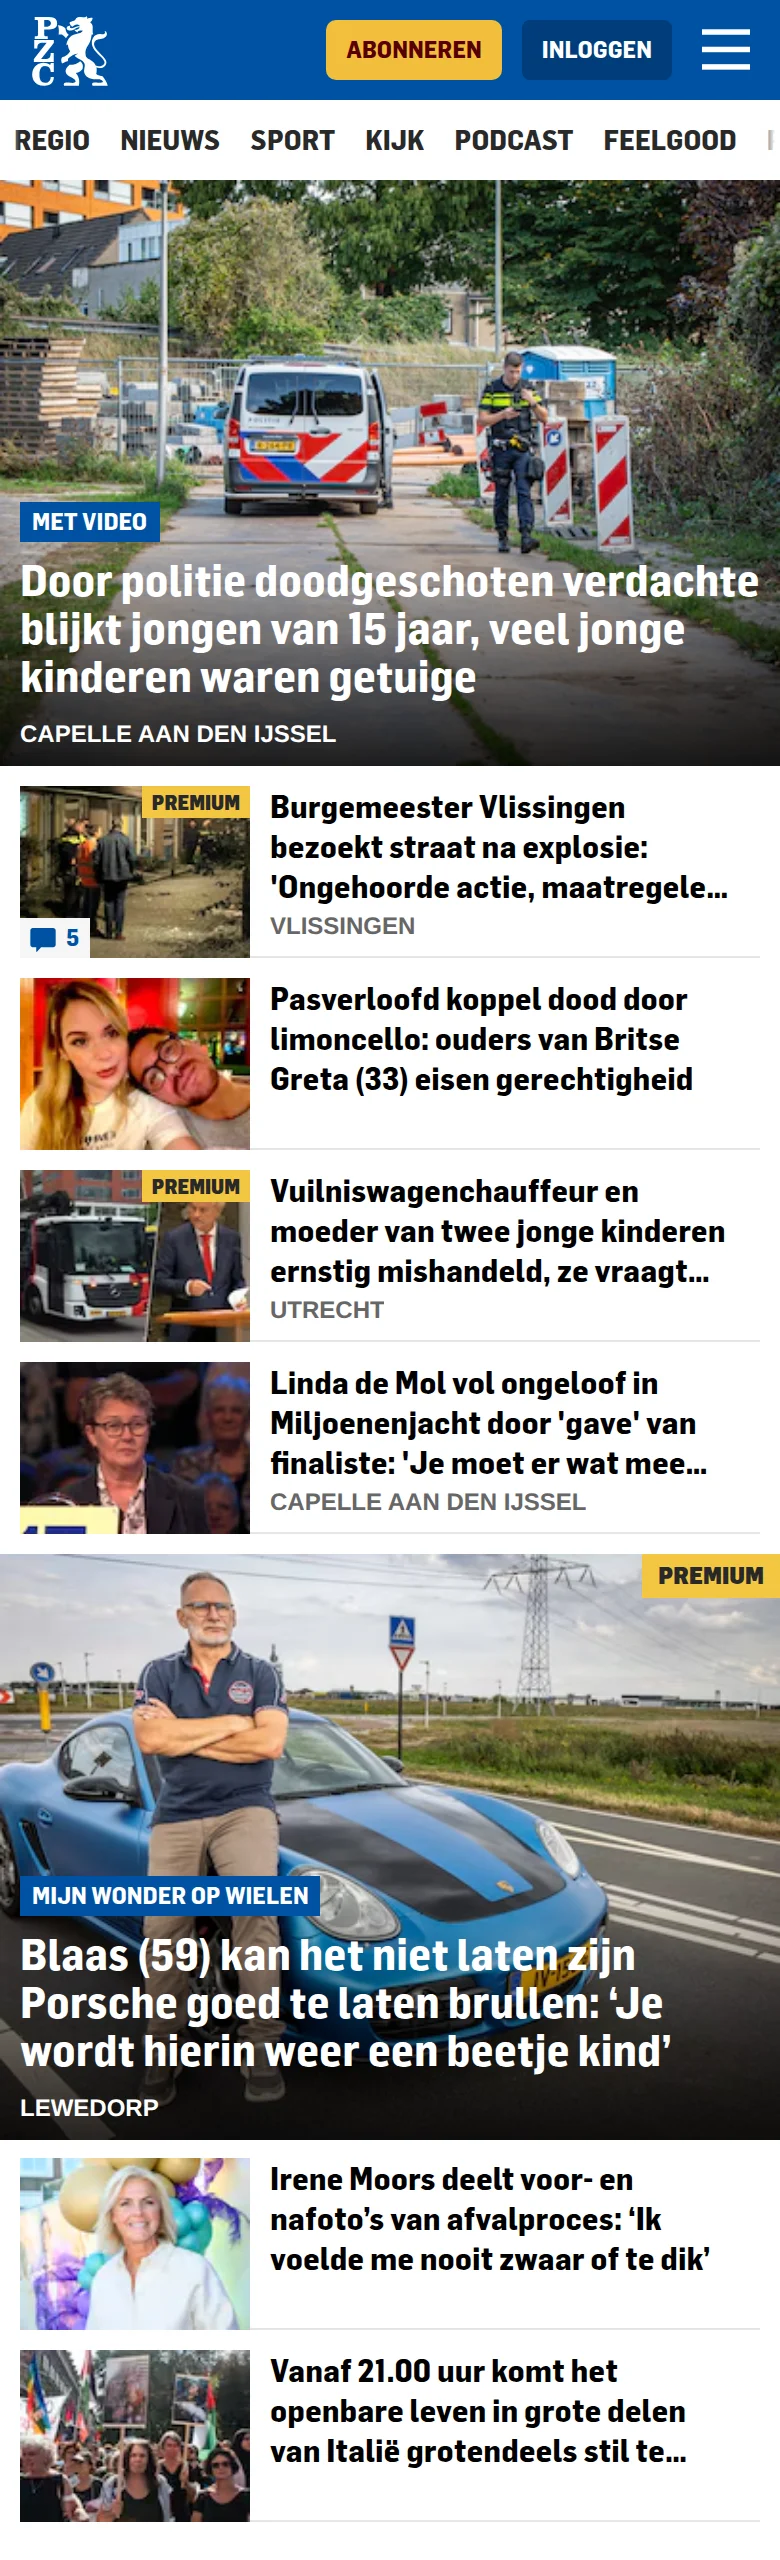 PZC
ABONNEREN
INLOGGEN
REGIO
NIEUWS
SPORT
KIJK
PODCAST
FEELGOOD
MET VIDEO
Door politie doodgeschoten verdachte
blijkt jongen van 15 jaar, veel jonge
kinderen waren getuige
CAPELLE AAN DEN IJSSEL
PREMIUM
5
Burgemeester Vlissingen
bezoekt straat na explosie:
'Ongehoorde actie, maatregele...
VLISSINGEN
Pasverloofd koppel dood door
limoncello: ouders van Britse
Greta (33) eisen gerechtigheid
PREMIUM
Vuilniswagenchauffeur en
moeder van twee jonge kinderen
ernstig mishandeld, ze vraagt...
UTRECHT
Linda de Mol vol ongeloof in
Miljoenenjacht door 'gave' van
finaliste: 'Je moet er wat mee...
CAPELLE AAN DEN IJSSEL
PREMIUM
MIJN WONDER OP WIELEN
Blaas (59) kan het niet laten zijn
Porsche goed te laten brullen: ‘Je
wordt hierin weer een beetje kind’
LEWEDORP
Irene Moors deelt voor- en
nafoto’s van afvalproces: ‘Ik
voelde me nooit zwaar of te dik’
Vanaf 21.00 uur komt het
openbare leven in grote delen
van Italië grotendeels stil te...